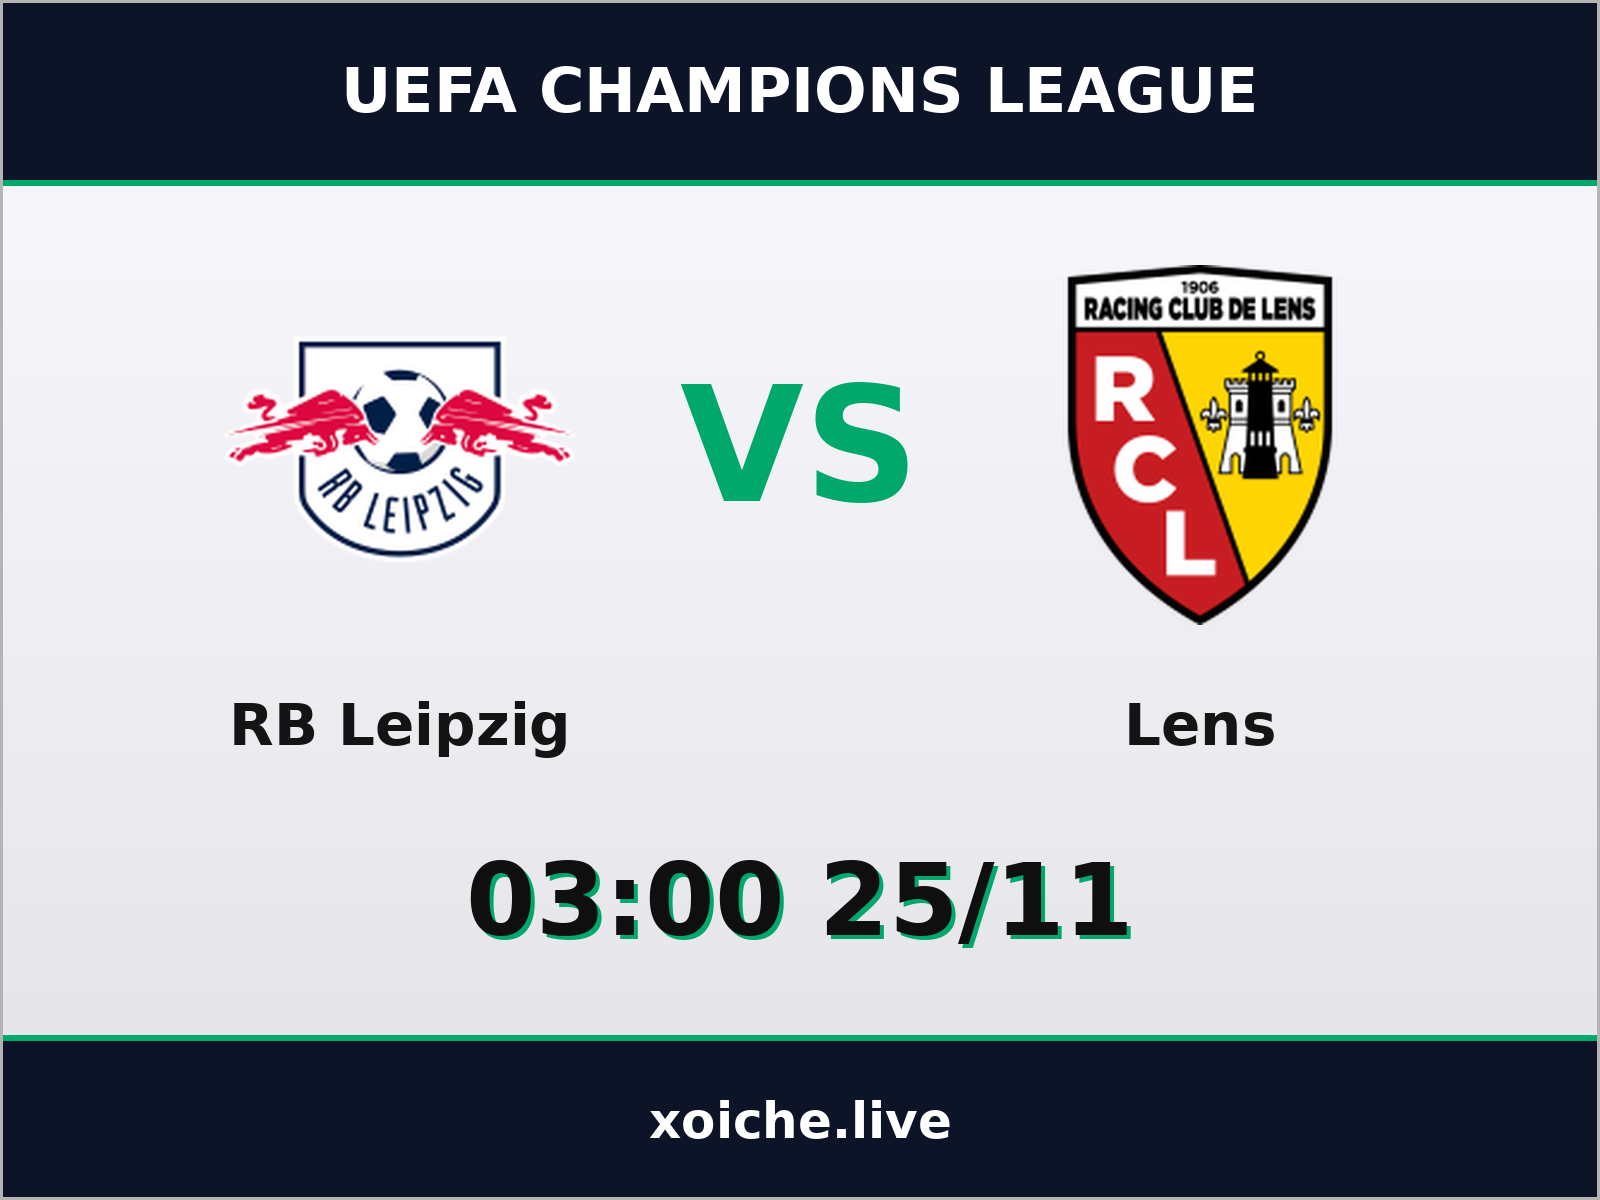 UEFA CHAMPIONS LEAGUE
RB LEIPZIG
VS
1906
RACING CLUB DE LENS
R
C
L
RB Leipzig
Lens
03:00 25/11
xoiche.live